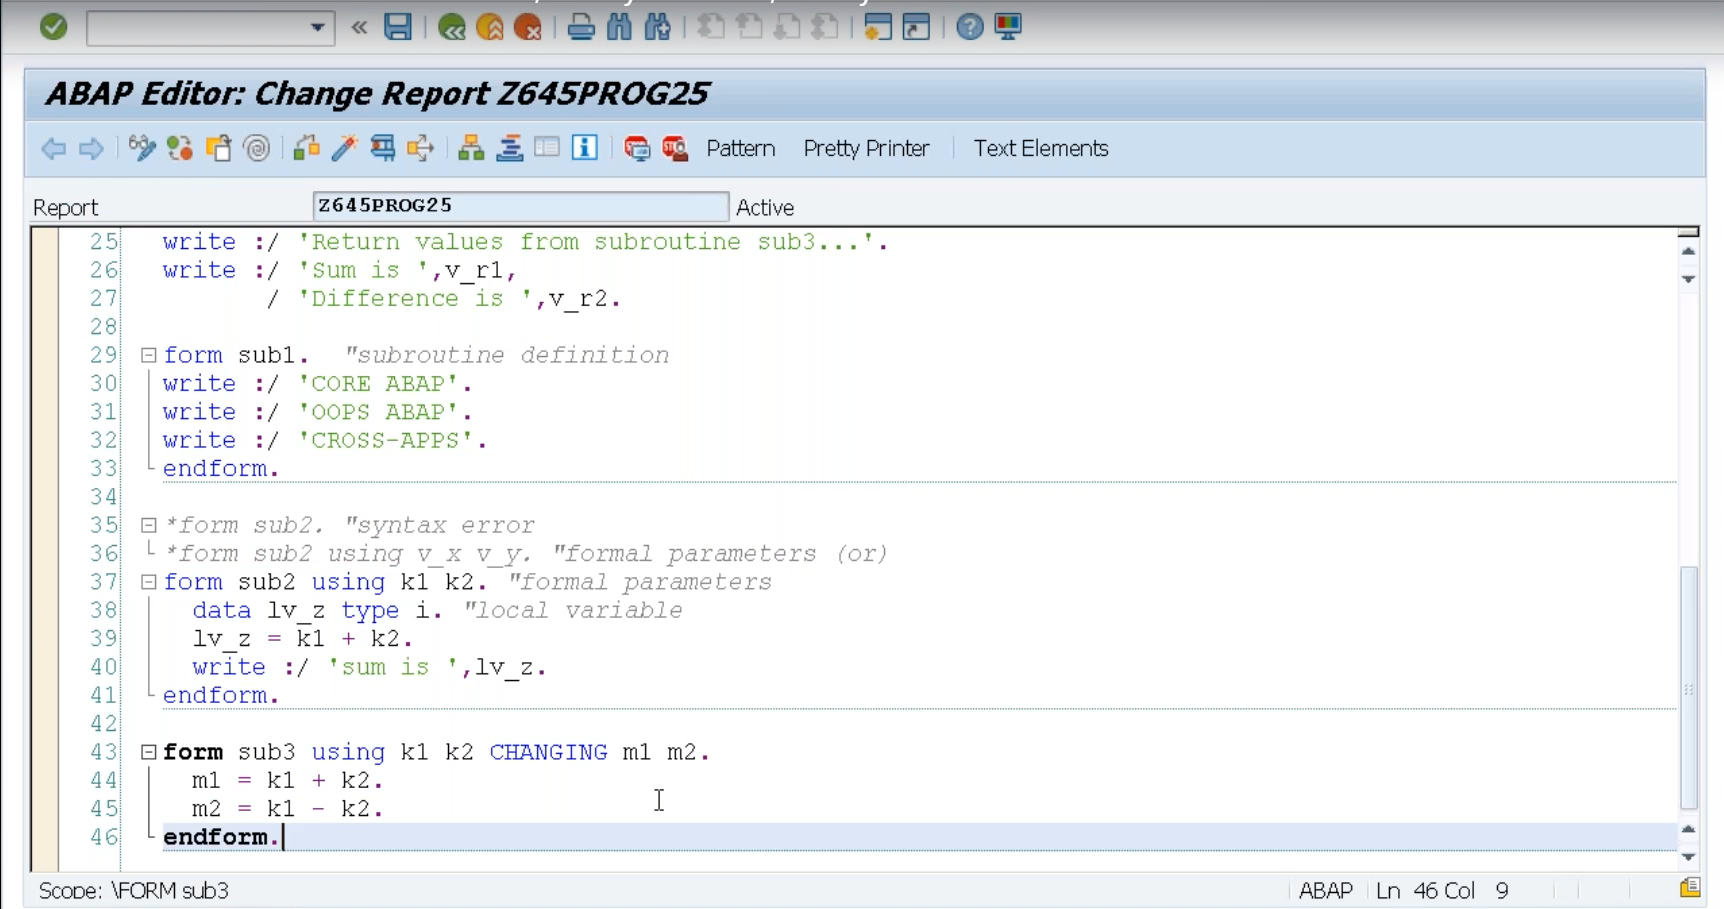 ABAP Editor: Change Report Z645PROG25
Pattern Pretty Printer Text Elements
Report Z645PROG25 Active
25 write :/ 'Return values from subroutine sub3...'.
26 write :/ 'Sum is ',v_r1,
27 / 'Difference is ',v_r2.
28
29 form sub1. "subroutine definition
30 write :/ 'CORE ABAP'.
31 write :/ 'OOPS ABAP'.
32 write :/ 'CROSS-APPS'.
33 endform.
34
35 *form sub2. "syntax error
36 *form sub2 using v_x v_y. "formal parameters (or)
37 form sub2 using k1 k2. "formal parameters
38 data lv_z type i. "local variable
39 lv_z = k1 + k2.
40 write :/ 'sum is ',lv_z.
41 endform.
42
43 form sub3 using k1 k2 CHANGING m1 m2.
44 m1 = k1 + k2.
45 m2 = k1 - k2.
46 endform.
Scope: \FORM sub3 ABAP Ln 46 Col 9